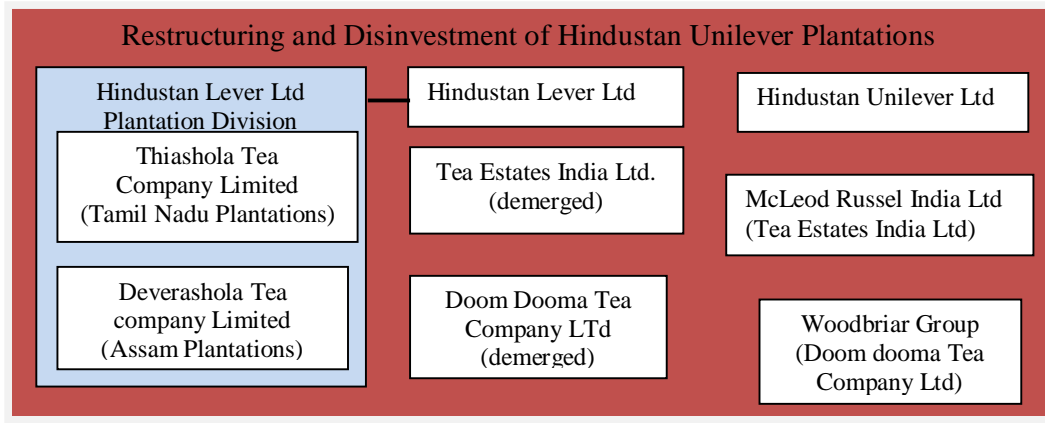 Restructuring and Disinvestment of Hindustan Unilever Plantations
Hindustan Lever Ltd
Plantation Division
Thiashola Tea
Company Limited
(Tamil Nadu Plantations)
Deverashola Tea
company Limited
(Assam Plantations)
Hindustan Lever Ltd
Tea Estates India Ltd.
(demerged)
Doom Dooma Tea
Company LTd
(demerged)
Hindustan Unilever Ltd
McLeod Russel India Ltd
(Tea Estates India Ltd)
Woodbriar Group
(Doom dooma Tea
Company Ltd)